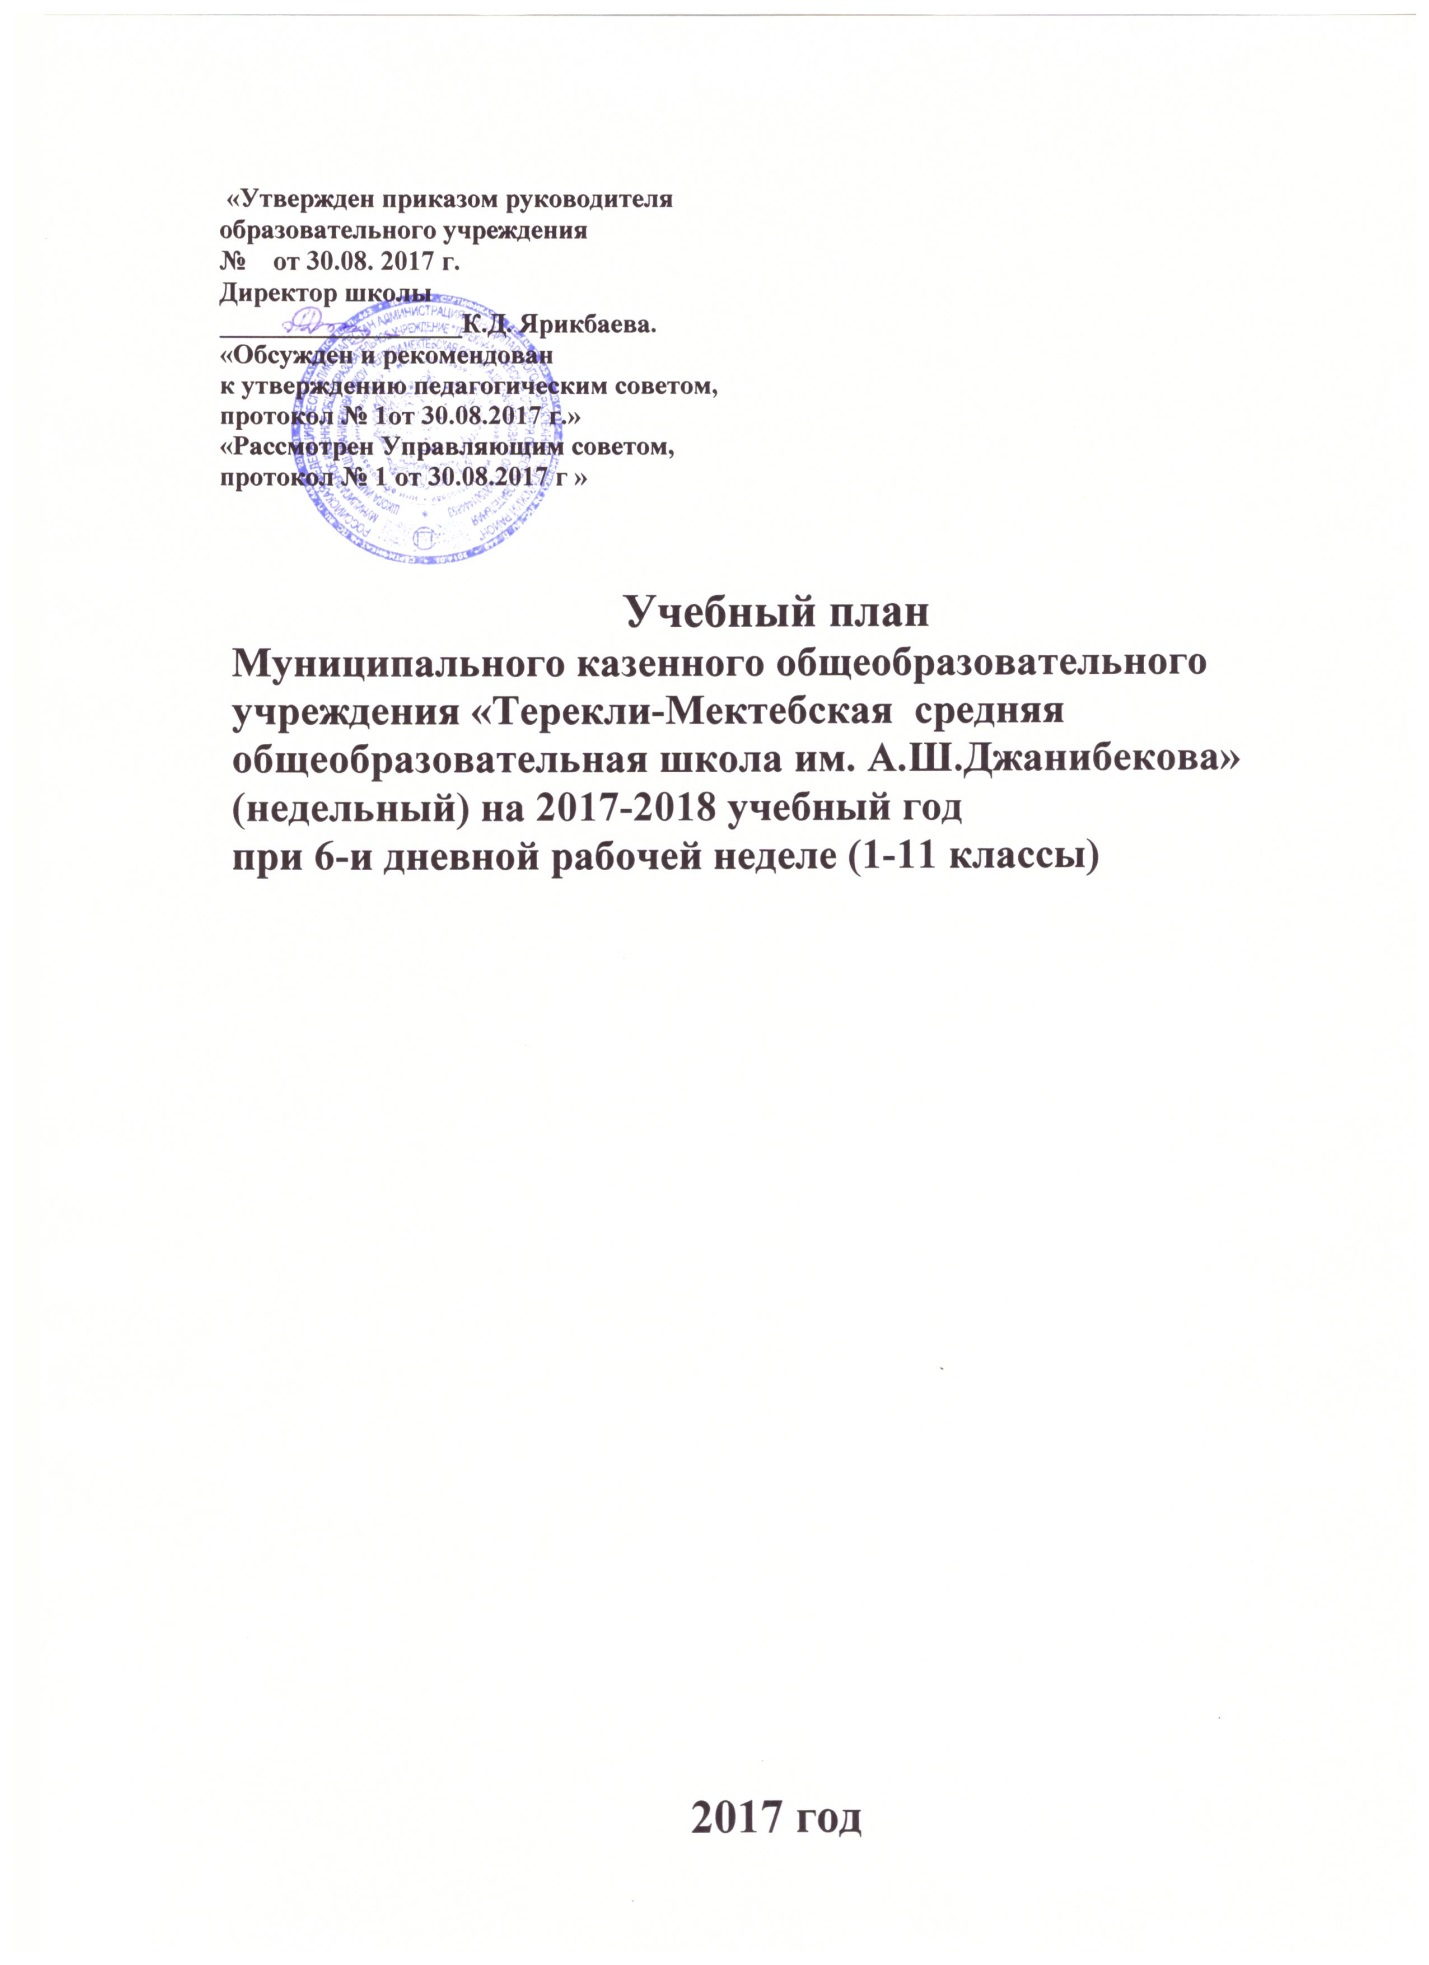 «Утвержден приказом руководителя
образовательного учреждения
№ от 30.08. 2017 г.
Директор школы
__________________К.Д. Ярикбаева.
«Обсужден и рекомендован
к утверждению педагогическим советом,
протокол № 1от 30.08.2017 г.»
«Рассмотрен Управляющим советом,
протокол № 1 от 30.08.2017 г »
Учебный план
Муниципального казенного общеобразовательного
учреждения «Терекли-Мектебская средняя
общеобразовательная школа им. А.Ш.Джанибекова»
(недельный) на 2017-2018 учебный год
при 6-и дневной рабочей неделе (1-11 классы)
2017 год